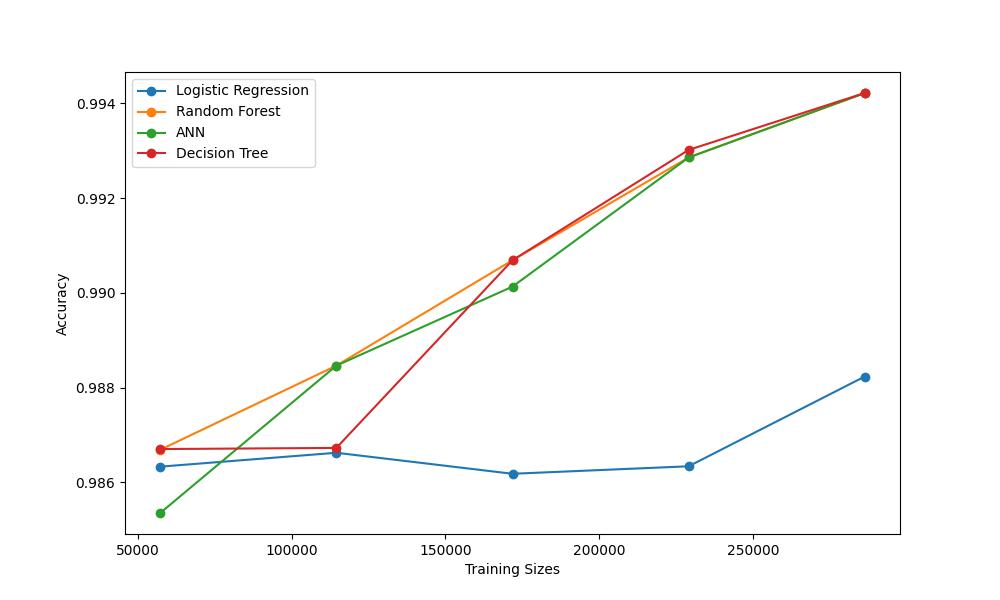 Logistic Regression
Random Forest
ANN
Decision Tree
0.994
0.992
0.990
0.988
0.986
Accuracy
50000 100000 150000 200000 250000
Training Sizes